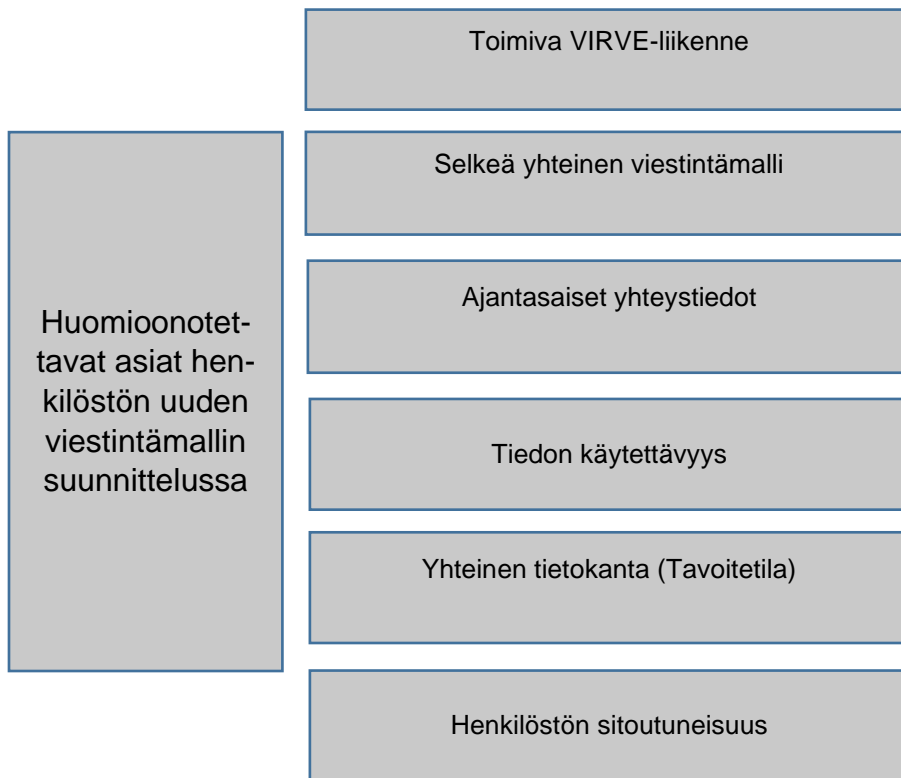 Toimiva VIRVE-liikenne
Selkeä yhteinen viestintämalli
Ajantasaiset yhteystiedot
Huomioonotet-
tavat asiat hen-
kilöstön uuden
viestintämallin
suunnittelussa
Tiedon käytettävyys
Yhteinen tietokanta (Tavoitetila)
Henkilöstön sitoutuneisuus